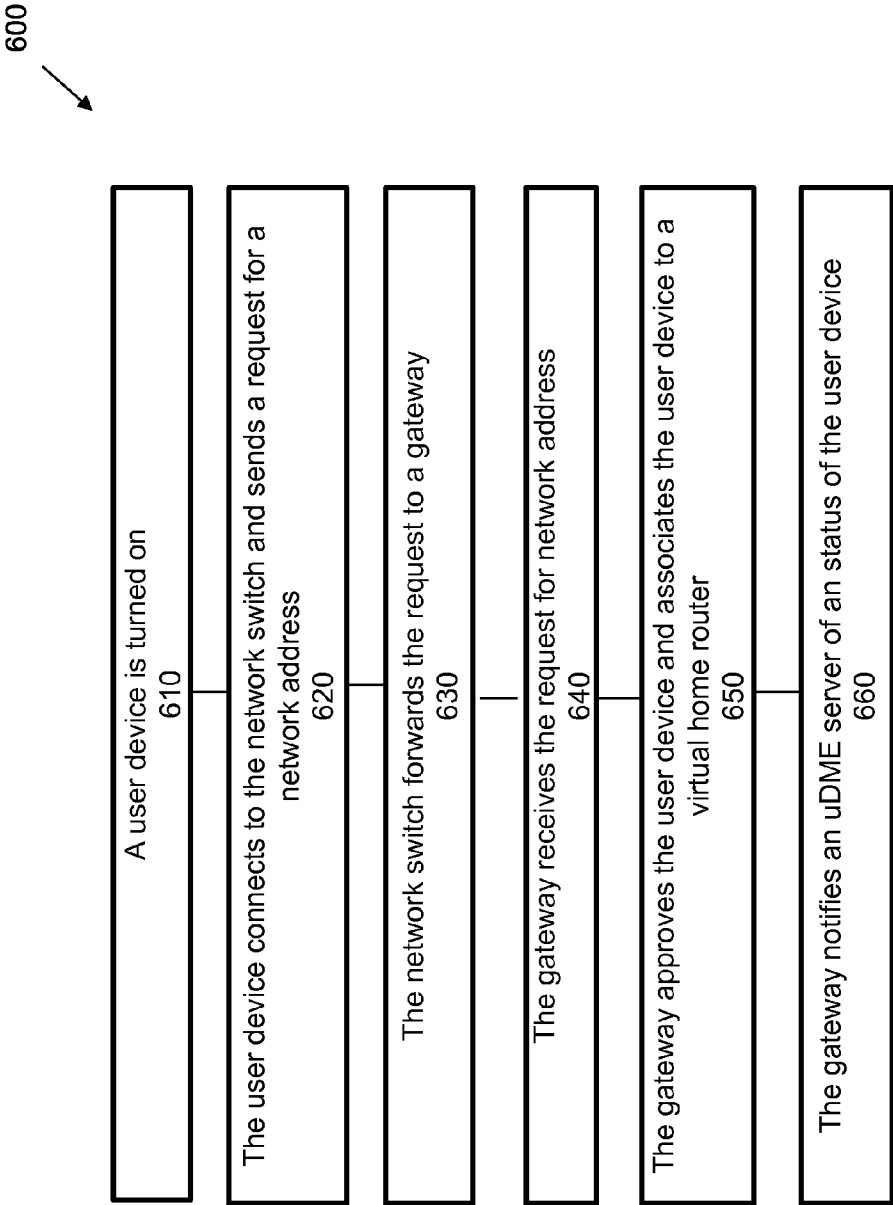 600
A user device is turned on
610
The user device connects to the network switch and sends a request for a
network address
620
The network switch forwards the request to a gateway
630
The gateway receives the request for network address
640
The gateway approves the user device and associates the user device to a
virtual home router
650
The gateway notifies an uDME server of an status of the user device
660